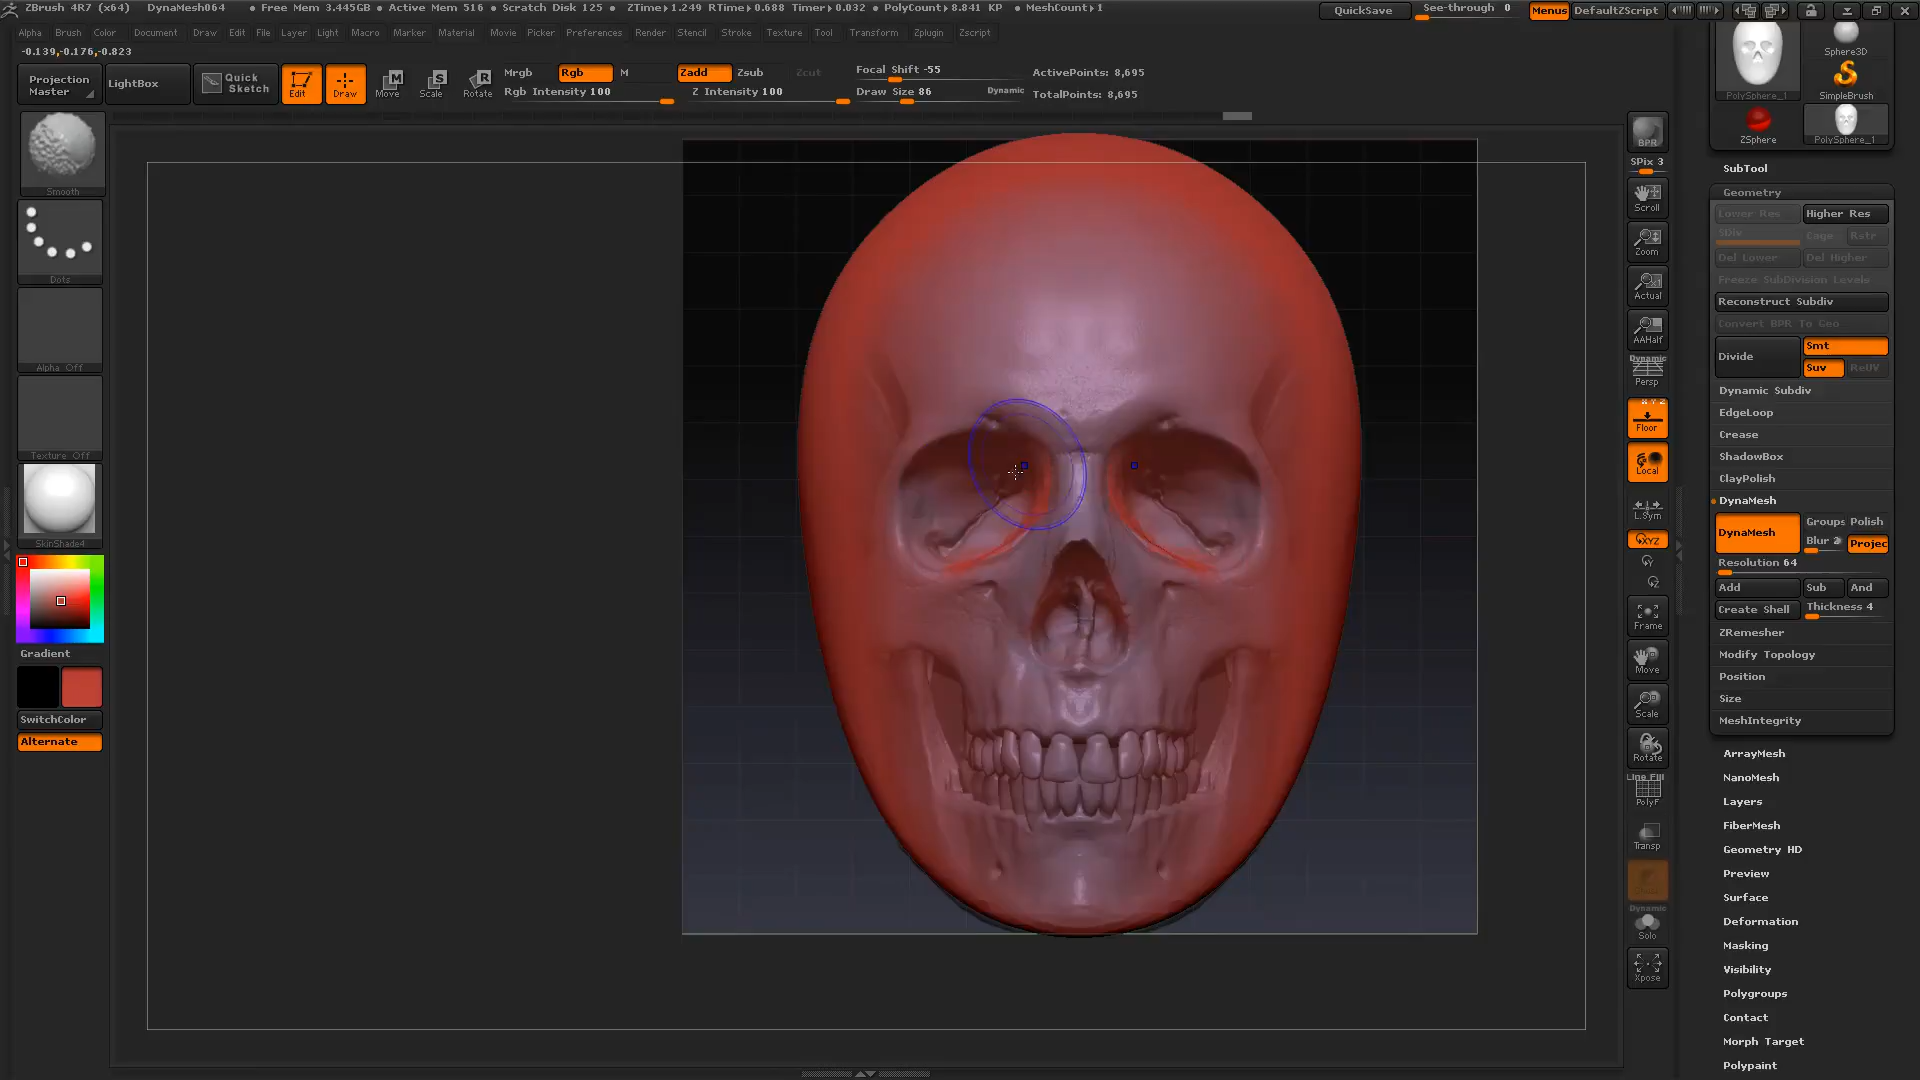 ZBrush 4R7 (x64) DynaMesh064 • Free Mem 3.445GB • Active Mem 516 • Scratch Disk 125 • ZTime▸1.249 RTime▸0.688 Timer▸0.032 • PolyCount▸8.841 KP • MeshCount▸1
QuickSave See-through 0 Menus DefaultZScript
Alpha Brush Color Document Draw Edit File Layer Light Macro Marker Material Movie Picker Preferences Render Stencil Stroke Texture Tool Transform Zplugin Zscript
-0.139,-0.176,-0.823
Projection Master
LightBox
Quick Sketch
Edit
Draw
Move
Scale
Rotate
Mrgb Rgb M
Rgb Intensity 100
Zadd Zsub Zcut
Z Intensity 100
Focal Shift -55
Draw Size 86 Dynamic
ActivePoints: 8,695
TotalPoints: 8,695
Smooth
Dots
Alpha Off
Texture Off
SkinShade4
Gradient
SwitchColor
Alternate
BPR
SPix 3
Scroll
Zoom
Actual
AAHalf
Dynamic
Persp
X Y Z
Floor
Local
L.Sym
XYZ
Y
Z
Frame
Move
Scale
Rotate
Line Fill
PolyF
Transp
Dynamic
Solo
Xpose
Sphere3D
PolySphere_1
SimpleBrush
ZSphere
PolySphere_1
SubTool
Geometry
Lower Res Higher Res
SDiv Cage Rstr
Del Lower Del Higher
Freeze SubDivision Levels
Reconstruct Subdiv
Convert BPR To Geo
Divide Smt
Suv ReUV
Dynamic Subdiv
EdgeLoop
Crease
ShadowBox
ClayPolish
DynaMesh
DynaMesh Groups Polish
Blur 2 Projec
Resolution 64
Add Sub And
Create Shell Thickness 4
ZRemesher
Modify Topology
Position
Size
MeshIntegrity
ArrayMesh
NanoMesh
Layers
FiberMesh
Geometry HD
Preview
Surface
Deformation
Masking
Visibility
Polygroups
Contact
Morph Target
Polypaint